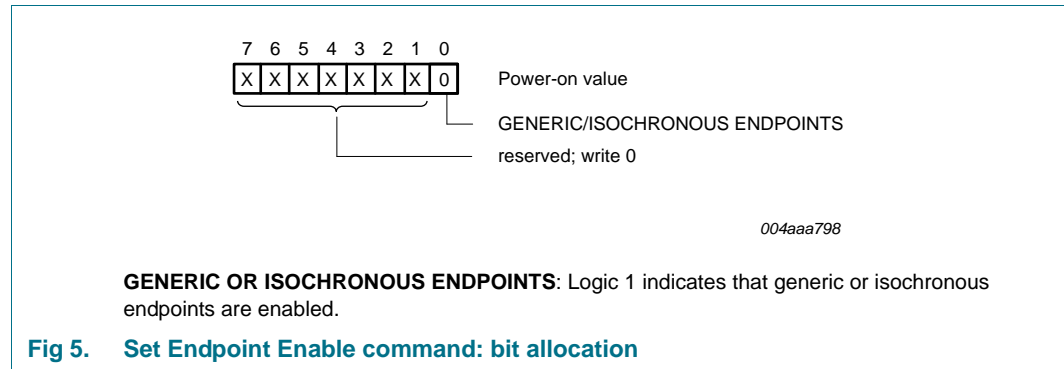 7 6 5 4 3 2 1 0
X X X X X X X 0 Power-on value
GENERIC/ISOCHRONOUS ENDPOINTS
reserved; write 0
004aaa798
GENERIC OR ISOCHRONOUS ENDPOINTS: Logic 1 indicates that generic or isochronous
endpoints are enabled.
Fig 5. Set Endpoint Enable command: bit allocation